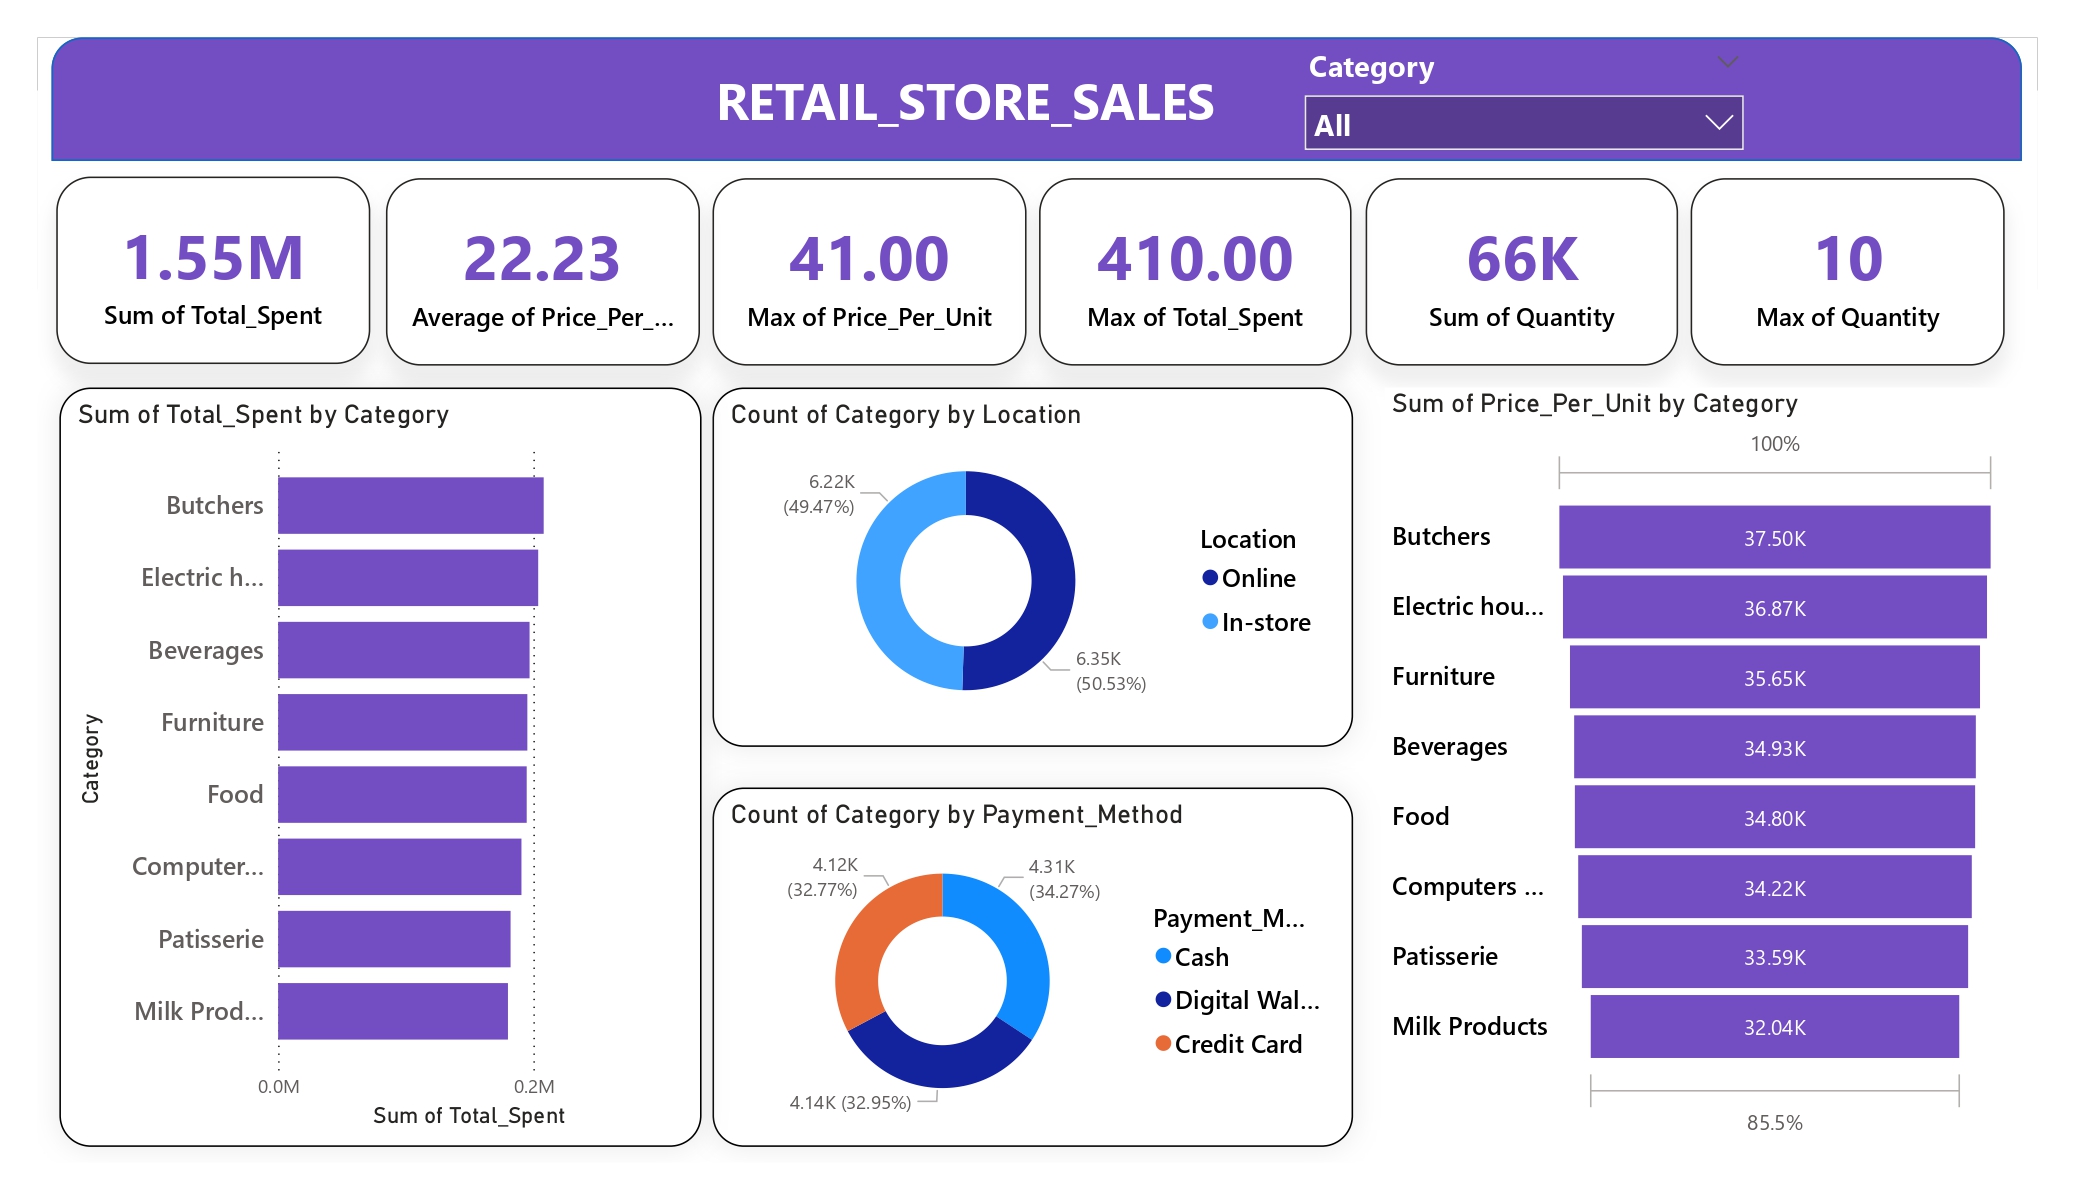 RETAIL_STORE_SALES
Category
All
1.55M
Sum of Total_Spent
22.23
Average of Price_Per_...
41.00
Max of Price_Per_Unit
410.00
Max of Total_Spent
66K
Sum of Quantity
10
Max of Quantity
Sum of Total_Spent by Category
Category
Butchers
Electric h...
Beverages
Furniture
Food
Computer...
Patisserie
Milk Prod...
0.0M
0.2M
Sum of Total_Spent
Count of Category by Location
6.22K
(49.47%)
6.35K
(50.53%)
Location
Online
In-store
Count of Category by Payment_Method
4.12K
(32.77%)
4.31K
(34.27%)
4.14K (32.95%)
Payment_M...
Cash
Digital Wal...
Credit Card
Sum of Price_Per_Unit by Category
100%
Butchers 37.50K
Electric hou... 36.87K
Furniture 35.65K
Beverages 34.93K
Food 34.80K
Computers ... 34.22K
Patisserie 33.59K
Milk Products 32.04K
85.5%